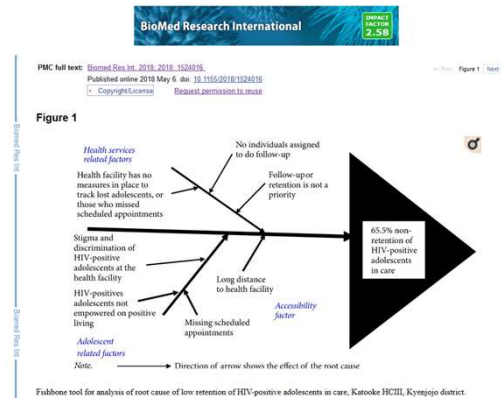 BioMed Research International
IMPACT
FACTOR
2.58
PMC full text: Biomed Res Int. 2018; 2018: 1524016.
Published online 2018 May 6. doi: 10.1155/2018/1524016
Copyright/License Request permission to reuse
<< Prev Figure 1 Next
Figure 1
Biomed Res Int
Biomed Res Int
Health services
related factors
No individuals assigned
to do follow-up
Health facility has no
measures in place to
track lost adolescents, or
those who missed
scheduled appointments
Follow-upor
retention is not a
priority
65.5% non-
retention of
HIV-positive
adolescents
in care
Stigma and
discrimination of
HIV-positive
adolescents at the
health facility
Long distance
to health facility
HIV-positives
adolescents not
empowered on positive
living
Accessibility
factor
Missing scheduled
appointments
Adolescent
related factors
Note. Direction of arrow shows the effect of the root cause
Fishbone tool for analysis of root cause of low retention of HIV-positive adolescents in care, Katooke HCIII, Kyenjojo district.